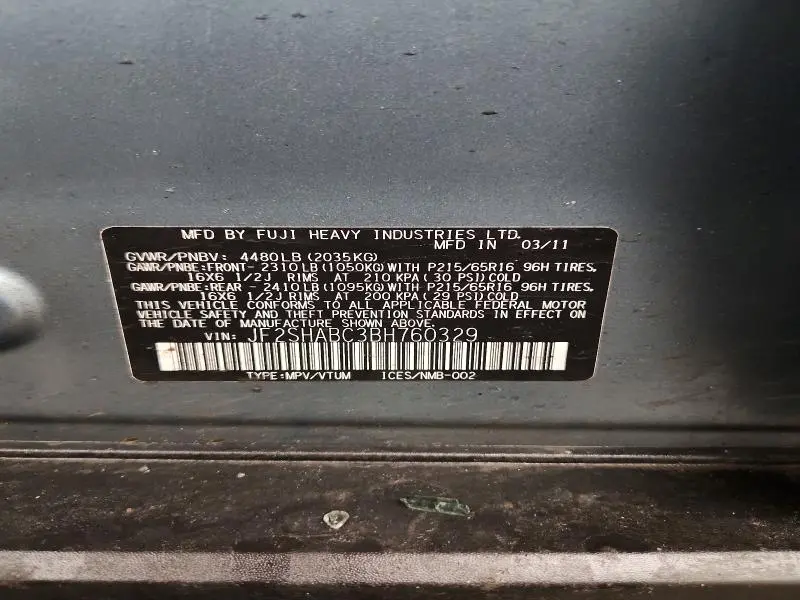 MFD BY FUJI HEAVY INDUSTRIES LTD.
MFD IN 03/11
GVWR/PNBV: 4480LB (2035KG)
GAWR/PNBE:FRONT- 2310LB (1050KG) WITH P215/65R16 96H TIRES,
16X6 1/2J RIMS AT 210 KPA (30 PSI) COLD
GAWR/PNBE:REAR - 2410LB (1095KG) WITH P215/65R16 96H TIRES,
16X6 1/2J RIMS AT 200 KPA (29 PSI) COLD
THIS VEHICLE CONFORMS TO ALL APPLICABLE FEDERAL MOTOR
VEHICLE SAFETY AND THEFT PREVENTION STANDARDS IN EFFECT ON
THE DATE OF MANUFACTURE SHOWN ABOVE.
VIN: JF2SHABC3BH760329
TYPE:MPV/VTUM ICES/NMB-002